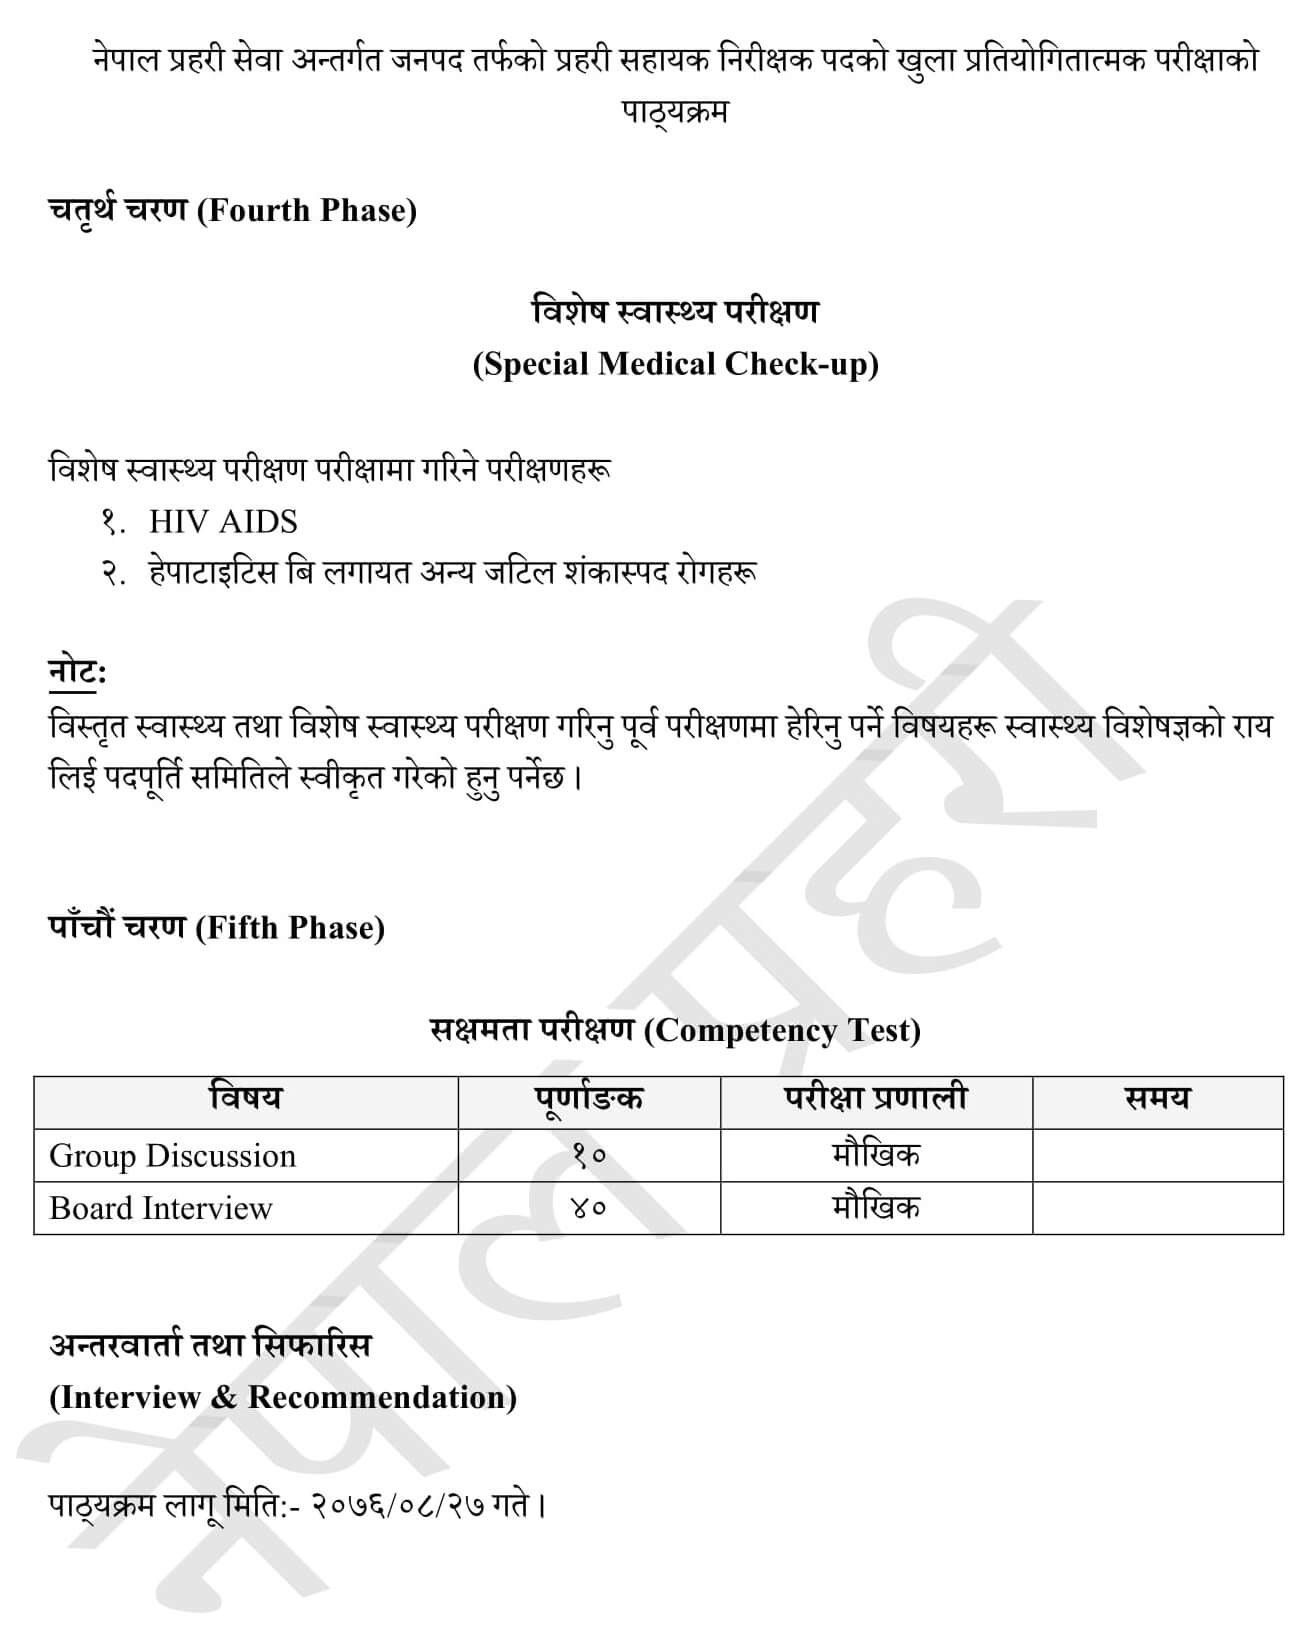 नेपाल प्रहरी सेवा अन्तर्गत जनपद तर्फको प्रहरी सहायक निरीक्षक पदको खुला प्रतियोगितात्मक परीक्षाको
पाठ्यक्रम
चतृर्थ चरण (Fourth Phase)
विशेष स्वास्थ्य परीक्षण
(Special Medical Check-up)
विशेष स्वास्थ्य परीक्षण परीक्षामा गरिने परीक्षणहरू
१. HIV AIDS
२. हेपाटाइटिस बि लगायत अन्य जटिल शंकास्पद रोगहरू
नोट:
विस्तृत स्वास्थ्य तथा विशेष स्वास्थ्य परीक्षण गरिनु पूर्व परीक्षणमा हेरिनु पर्ने विषयहरू स्वास्थ्य विशेषज्ञको राय
लिई पदपूर्ति समितिले स्वीकृत गरेको हुनु पर्नेछ ।
पाँचौं चरण (Fifth Phase)
सक्षमता परीक्षण (Competency Test)
विषय पूर्णाङक परीक्षा प्रणाली समय
Group Discussion १० मौखिक
Board Interview ४० मौखिक
अन्तरवार्ता तथा सिफारिस
(Interview & Recommendation)
पाठ्यक्रम लागू मिति:- २०७६/०८/२७ गते ।
नेपाल प्रहरी